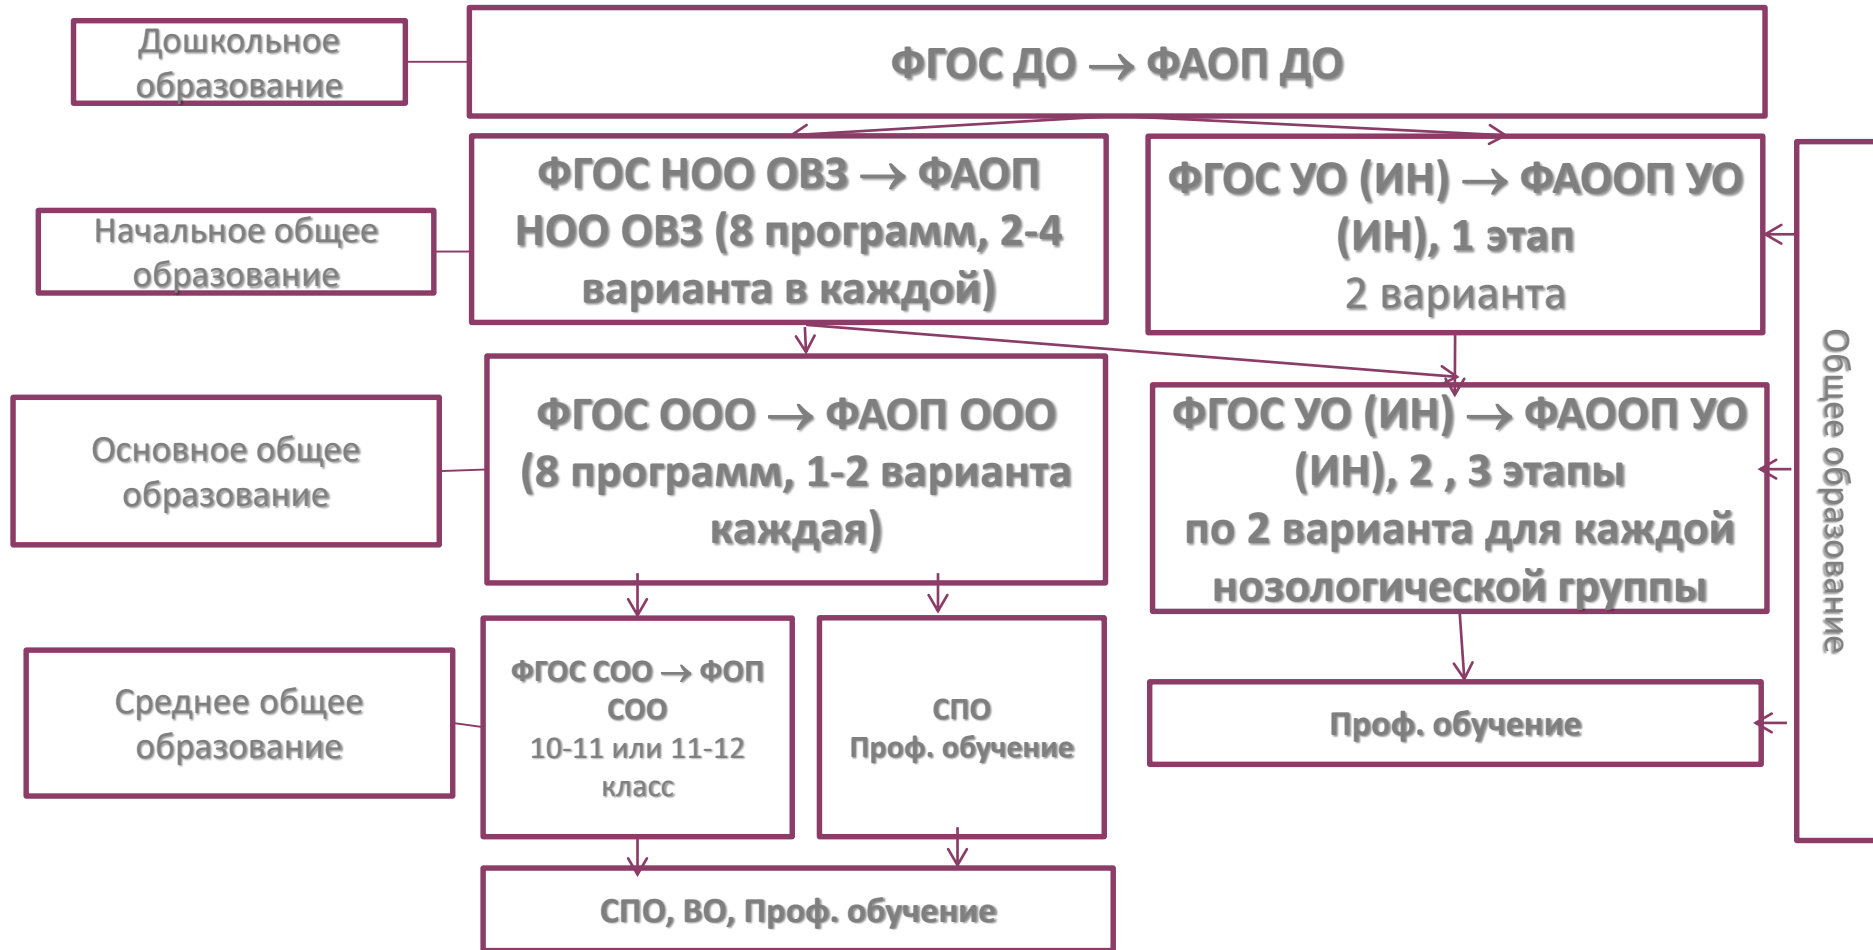 Дошкольное
образование
ФГОС ДО → ФАОП ДО
Начальное общее
образование
ФГОС НОО ОВЗ → ФАОП
НОО ОВЗ (8 программ, 2-4
варианта в каждой)
ФГОС УО (ИН) → ФАООП УО
(ИН), 1 этап
2 варианта
Общее образование
Основное общее
образование
ФГОС ООО → ФАОП ООО
(8 программ, 1-2 варианта
каждая)
ФГОС УО (ИН) → ФАООП УО
(ИН), 2 , 3 этапы
по 2 варианта для каждой
нозологической группы
Среднее общее
образование
ФГОС СОО → ФОП
СОО
10-11 или 11-12
класс
СПО
Проф. обучение
Проф. обучение
СПО, ВО, Проф. обучение